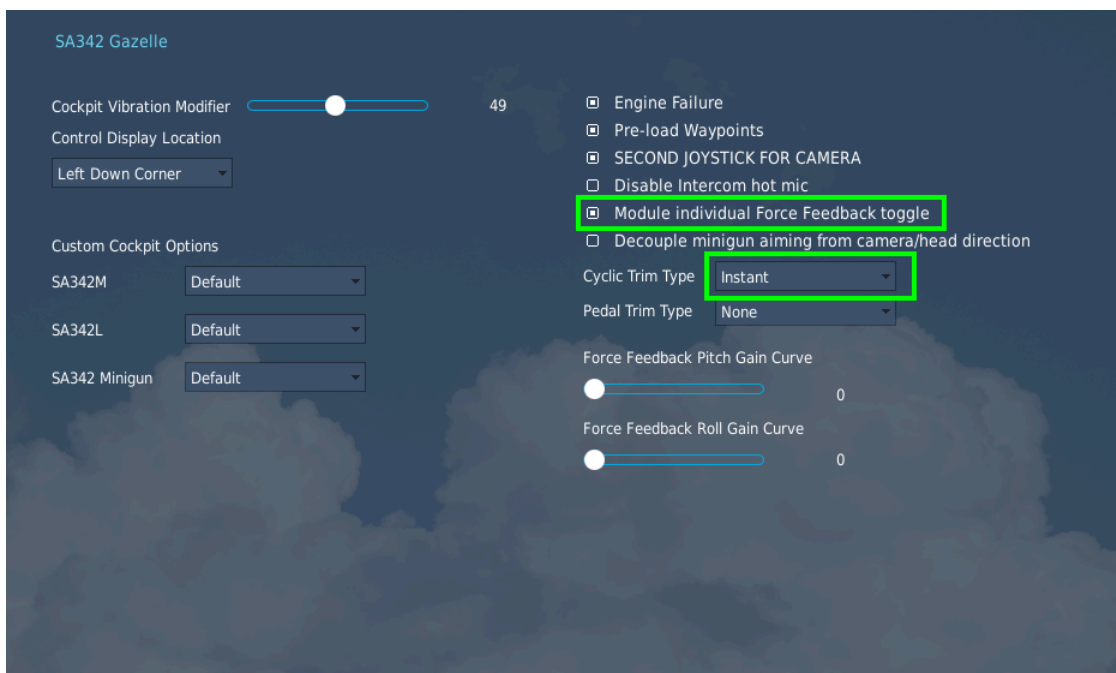 SA342 Gazelle
Cockpit Vibration Modifier 49
Control Display Location
Left Down Corner
Custom Cockpit Options
SA342M Default
SA342L Default
SA342 Minigun Default
Engine Failure
Pre-load Waypoints
SECOND JOYSTICK FOR CAMERA
Disable Intercom hot mic
Module individual Force Feedback toggle
Decouple minigun aiming from camera/head direction
Cyclic Trim Type Instant
Pedal Trim Type None
Force Feedback Pitch Gain Curve
0
Force Feedback Roll Gain Curve
0